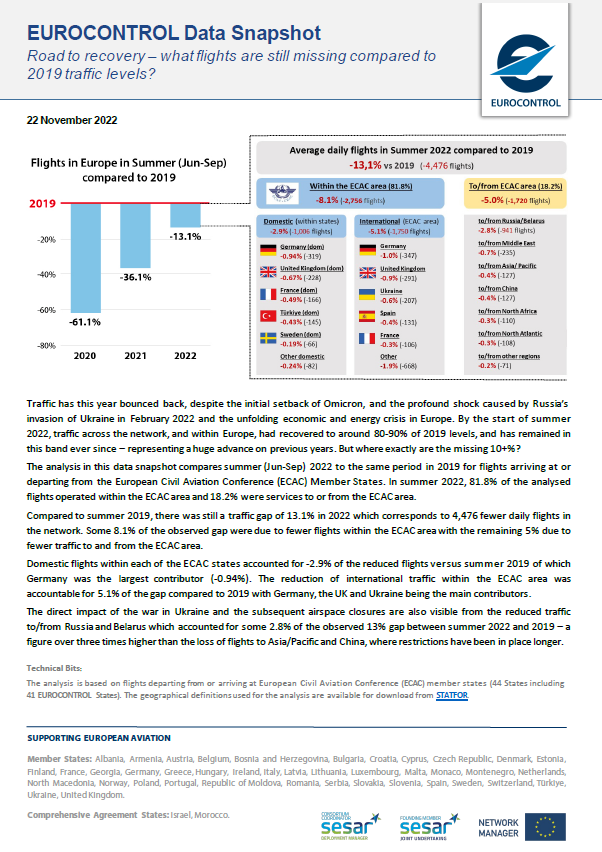 EUROCONTROL Data Snapshot
Road to recovery – what flights are still missing compared to
2019 traffic levels?
EUROCONTROL
22 November 2022
Flights in Europe in Summer (Jun-Sep)
compared to 2019
2019
-20%
-40%
-60%
-80%
-61.1%
-36.1%
-13.1%
2020
2021
2022
Average daily flights in Summer 2022 compared to 2019
-13,1% vs 2019 (-4,476 flights)
Within the ECAC area (81.8%)
-8.1% (-2,756 flights)
To/from ECAC area (18.2%)
-5.0% (-1,720 flights)
Domestic (within states)
-2.9% (-1,006 flights)
Germany (dom)
-0.94% (-319)
United Kingdom (dom)
-0.67% (-228)
France (dom)
-0.49% (-166)
Türkiye (dom)
-0.43% (-145)
Sweden (dom)
-0.19% (-66)
Other domestic
-0.24% (-82)
International (ECAC area)
-5.1% (-1,750 flights)
Germany
-1.0% (-347)
United Kingdom
-0.9% (-291)
Ukraine
-0.6% (-207)
Spain
-0.4% (-131)
France
-0.3% (-106)
Other
-1.9% (-668)
to/from Russia/Belarus
-2.8% (-941 flights)
to/from Middle East
-0.7% (-235)
to/from Asia/ Pacific
-0.4% (-127)
to/from China
-0.4% (-127)
to/from North Africa
-0.3% (-110)
to/from North Atlantic
-0.3% (-108)
to/from other regions
-0.2% (-71)
Traffic has this year bounced back, despite the initial setback of Omicron, and the profound shock caused by Russia's
invasion of Ukraine in February 2022 and the unfolding economic and energy crisis in Europe. By the start of summer
2022, traffic across the network, and within Europe, had recovered to around 80-90% of 2019 levels, and has remained in
this band ever since – representing a huge advance on previous years. But where exactly are the missing 10+%?
The analysis in this data snapshot compares summer (Jun-Sep) 2022 to the same period in 2019 for flights arriving at or
departing from the European Civil Aviation Conference (ECAC) Member States. In summer 2022, 81.8% of the analysed
flights operated within the ECAC area and 18.2% were services to or from the ECAC area.
Compared to summer 2019, there was still a traffic gap of 13.1% in 2022 which corresponds to 4,476 fewer daily flights in
the network. Some 8.1% of the observed gap were due to fewer flights within the ECAC area with the remaining 5% due to
fewer traffic to and from the ECAC area.
Domestic flights within each of the ECAC states accounted for -2.9% of the reduced flights versus summer 2019 of which
Germany was the largest contributor (-0.94%). The reduction of international traffic within the ECAC area was
accountable for 5.1% of the gap compared to 2019 with Germany, the UK and Ukraine being the main contributors.
The direct impact of the war in Ukraine and the subsequent airspace closures are also visible from the reduced traffic
to/from Russia and Belarus which accounted for some 2.8% of the observed 13% gap between summer 2022 and 2019 – a
figure over three times higher than the loss of flights to Asia/Pacific and China, where restrictions have been in place longer.
Technical Bits:
The analysis is based on flights departing from or arriving at European Civil Aviation Conference (ECAC) member states (44 States including
41 EUROCONTROL States). The geographical definitions used for the analysis are available for download from STATFOR.
SUPPORTING EUROPEAN AVIATION
Member States: Albania, Armenia, Austria, Belgium, Bosnia and Herzegovina, Bulgaria, Croatia, Cyprus, Czech Republic, Denmark, Estonia,
Finland, France, Georgia, Germany, Greece, Hungary, Ireland, Italy, Latvia, Lithuania, Luxembourg, Malta, Monaco, Montenegro, Netherlands,
North Macedonia, Norway, Poland, Portugal, Republic of Moldova, Romania, Serbia, Slovakia, Slovenia, Spain, Sweden, Switzerland, Türkiye,
Ukraine, United Kingdom.
Comprehensive Agreement States: Israel, Morocco.
CONSORTIUM
COORDINATOR
sesar
DEPLOYMENT MANAGER
FOUNDING MEMBER
sesar
JOINT UNDERTAKING
NETWORK
MANAGER